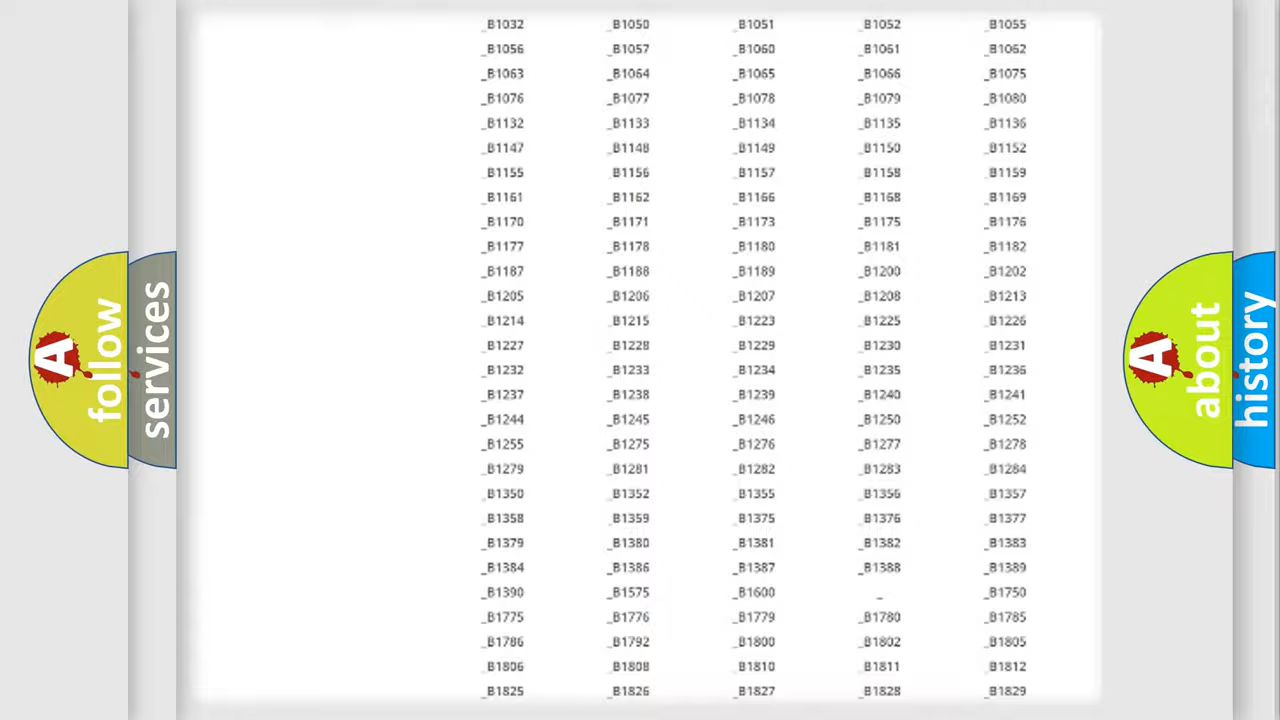 _B1032 _B1050 _B1051 _B1052 _B1055
_B1056 _B1057 _B1060 _B1061 _B1062
_B1063 _B1064 _B1065 _B1066 _B1075
_B1076 _B1077 _B1078 _B1079 _B1080
_B1132 _B1133 _B1134 _B1135 _B1136
_B1147 _B1148 _B1149 _B1150 _B1152
_B1155 _B1156 _B1157 _B1158 _B1159
_B1161 _B1162 _B1166 _B1168 _B1169
_B1170 _B1171 _B1173 _B1175 _B1176
_B1177 _B1178 _B1180 _B1181 _B1182
_B1187 _B1188 _B1189 _B1200 _B1202
_B1205 _B1206 _B1207 _B1208 _B1213
_B1214 _B1215 _B1223 _B1225 _B1226
_B1227 _B1228 _B1229 _B1230 _B1231
_B1232 _B1233 _B1234 _B1235 _B1236
_B1237 _B1238 _B1239 _B1240 _B1241
_B1244 _B1245 _B1246 _B1250 _B1252
_B1255 _B1275 _B1276 _B1277 _B1278
_B1279 _B1281 _B1282 _B1283 _B1284
_B1350 _B1352 _B1355 _B1356 _B1357
_B1358 _B1359 _B1375 _B1376 _B1377
_B1379 _B1380 _B1381 _B1382 _B1383
_B1384 _B1386 _B1387 _B1388 _B1389
_B1390 _B1575 _B1600 _ _B1750
_B1775 _B1776 _B1779 _B1780 _B1785
_B1786 _B1792 _B1800 _B1802 _B1805
_B1806 _B1808 _B1810 _B1811 _B1812
_B1825 _B1826 _B1827 _B1828 _B1829
A
follow
services
A
about
history